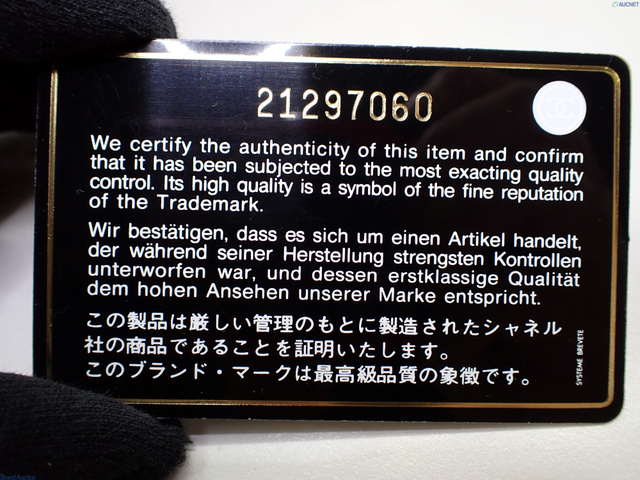 AUCNET
21297060
We certify the authenticity of this item and confirm
that it has been subjected to the most exacting quality
control. Its high quality is a symbol of the fine reputation
of the Trademark.
Wir bestätigen, dass es sich um einen Artikel handelt,
der während seiner Herstellung strengsten Kontrollen
unterworfen war, und dessen erstklassige Qualität
dem hohen Ansehen unserer Marke entspricht.
この製品は厳しい管理のもとに製造されたシャネル
社の商品であることを証明いたします。
このブランド・マークは最高級品質の象徴です。
SYSTEME BREVETE
Brand Auction